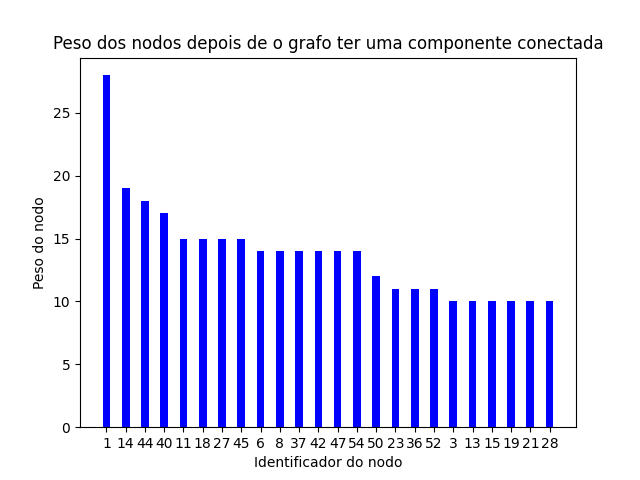 Peso dos nodos depois de o grafo ter uma componente conectada
25
20
15
10
5
0
Peso do nodo
1 14 44 40 11 18 27 45 6 8 37 42 47 54 50 23 36 52 3 13 15 19 21 28
Identificador do nodo